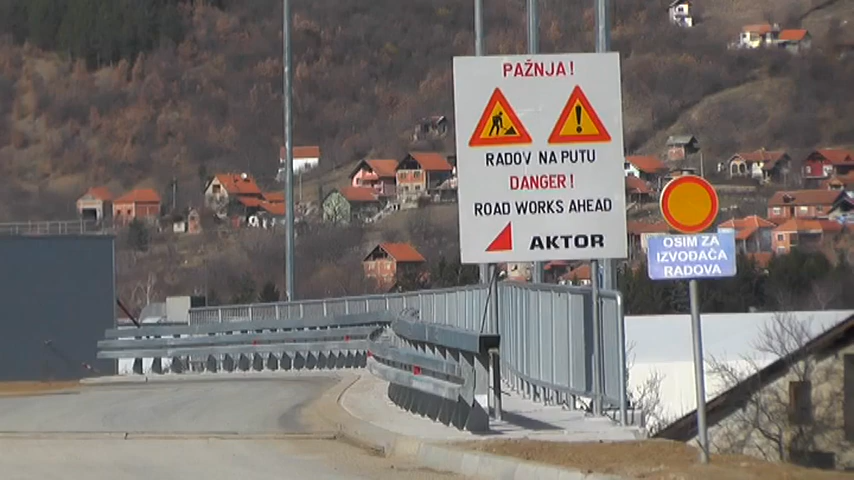 PAŽNJA!
RADOV NA PUTU
DANGER!
ROAD WORKS AHEAD
AKTOR
OSIM ZA
IZVOĐAČA
RADOVA